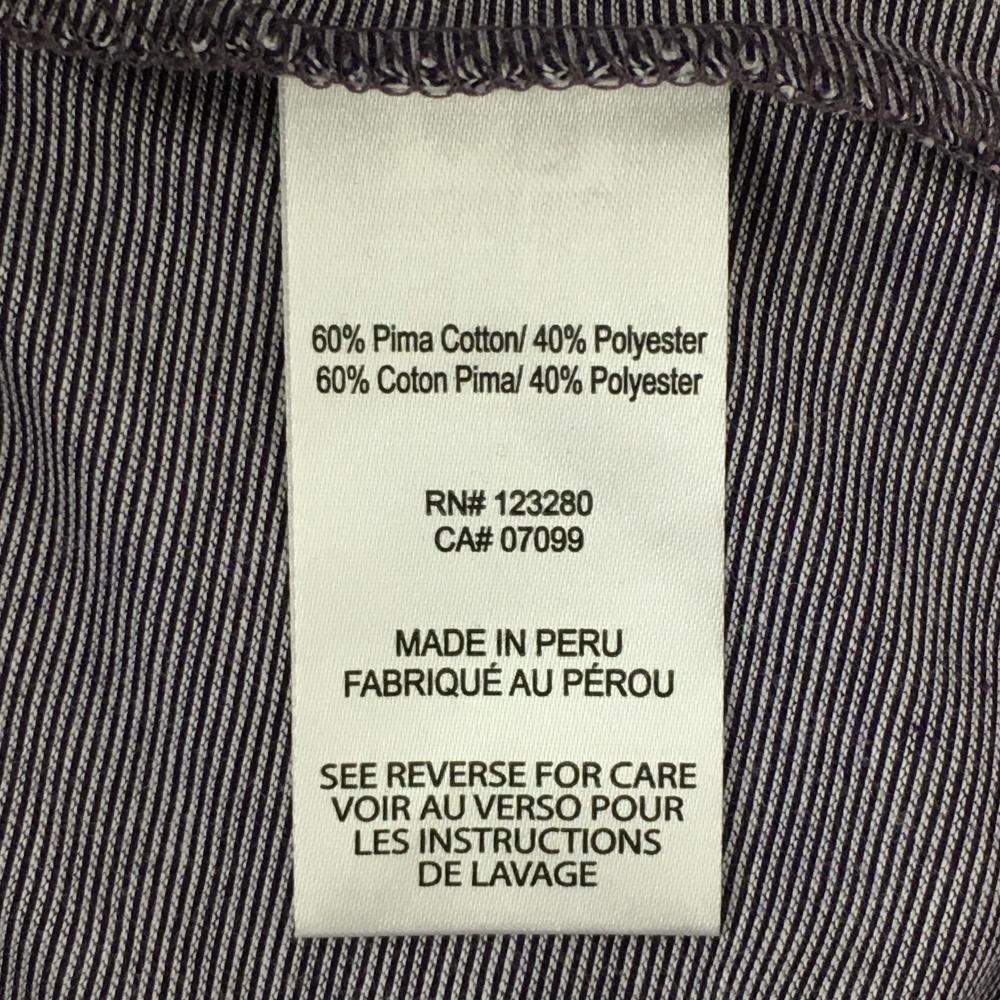 60% Pima Cotton/ 40% Polyester
60% Coton Pima/ 40% Polyester
RN# 123280
CA# 07099
MADE IN PERU
FABRIQUÉ AU PÉROU
SEE REVERSE FOR CARE
VOIR AU VERSO POUR
LES INSTRUCTIONS
DE LAVAGE